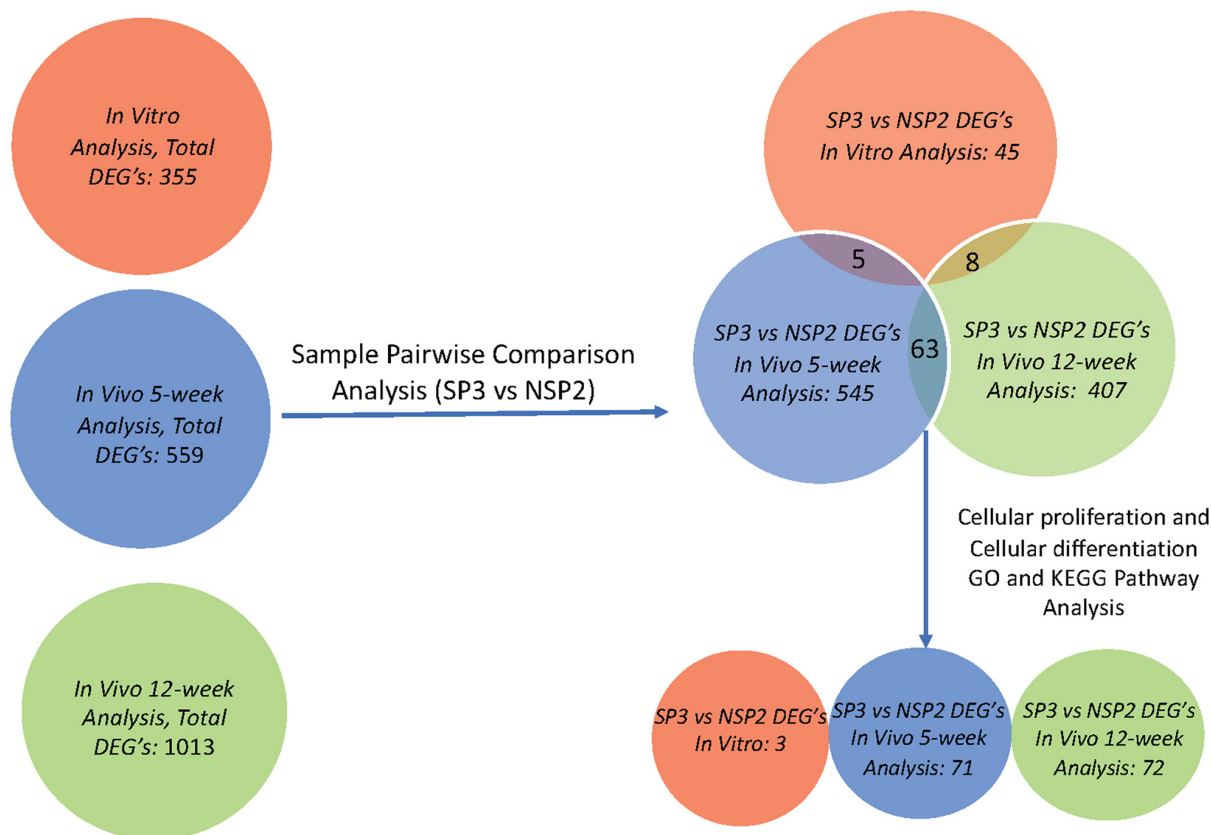 In Vitro
Analysis, Total
DEG's: 355
In Vivo 5-week
Analysis, Total
DEG's: 559
In Vivo 12-week
Analysis, Total
DEG's: 1013
Sample Pairwise Comparison
Analysis (SP3 vs NSP2)
SP3 vs NSP2 DEG's
In Vitro Analysis: 45
5
8
SP3 vs NSP2 DEG's
In Vivo 5-week
Analysis: 545
63
SP3 vs NSP2 DEG's
In Vivo 12-week
Analysis: 407
Cellular proliferation and
Cellular differentiation
GO and KEGG Pathway
Analysis
SP3 vs NSP2 DEG's
In Vitro: 3
SP3 vs NSP2 DEG's
In Vivo 5-week
Analysis: 71
SP3 vs NSP2 DEG's
In Vivo 12-week
Analysis: 72